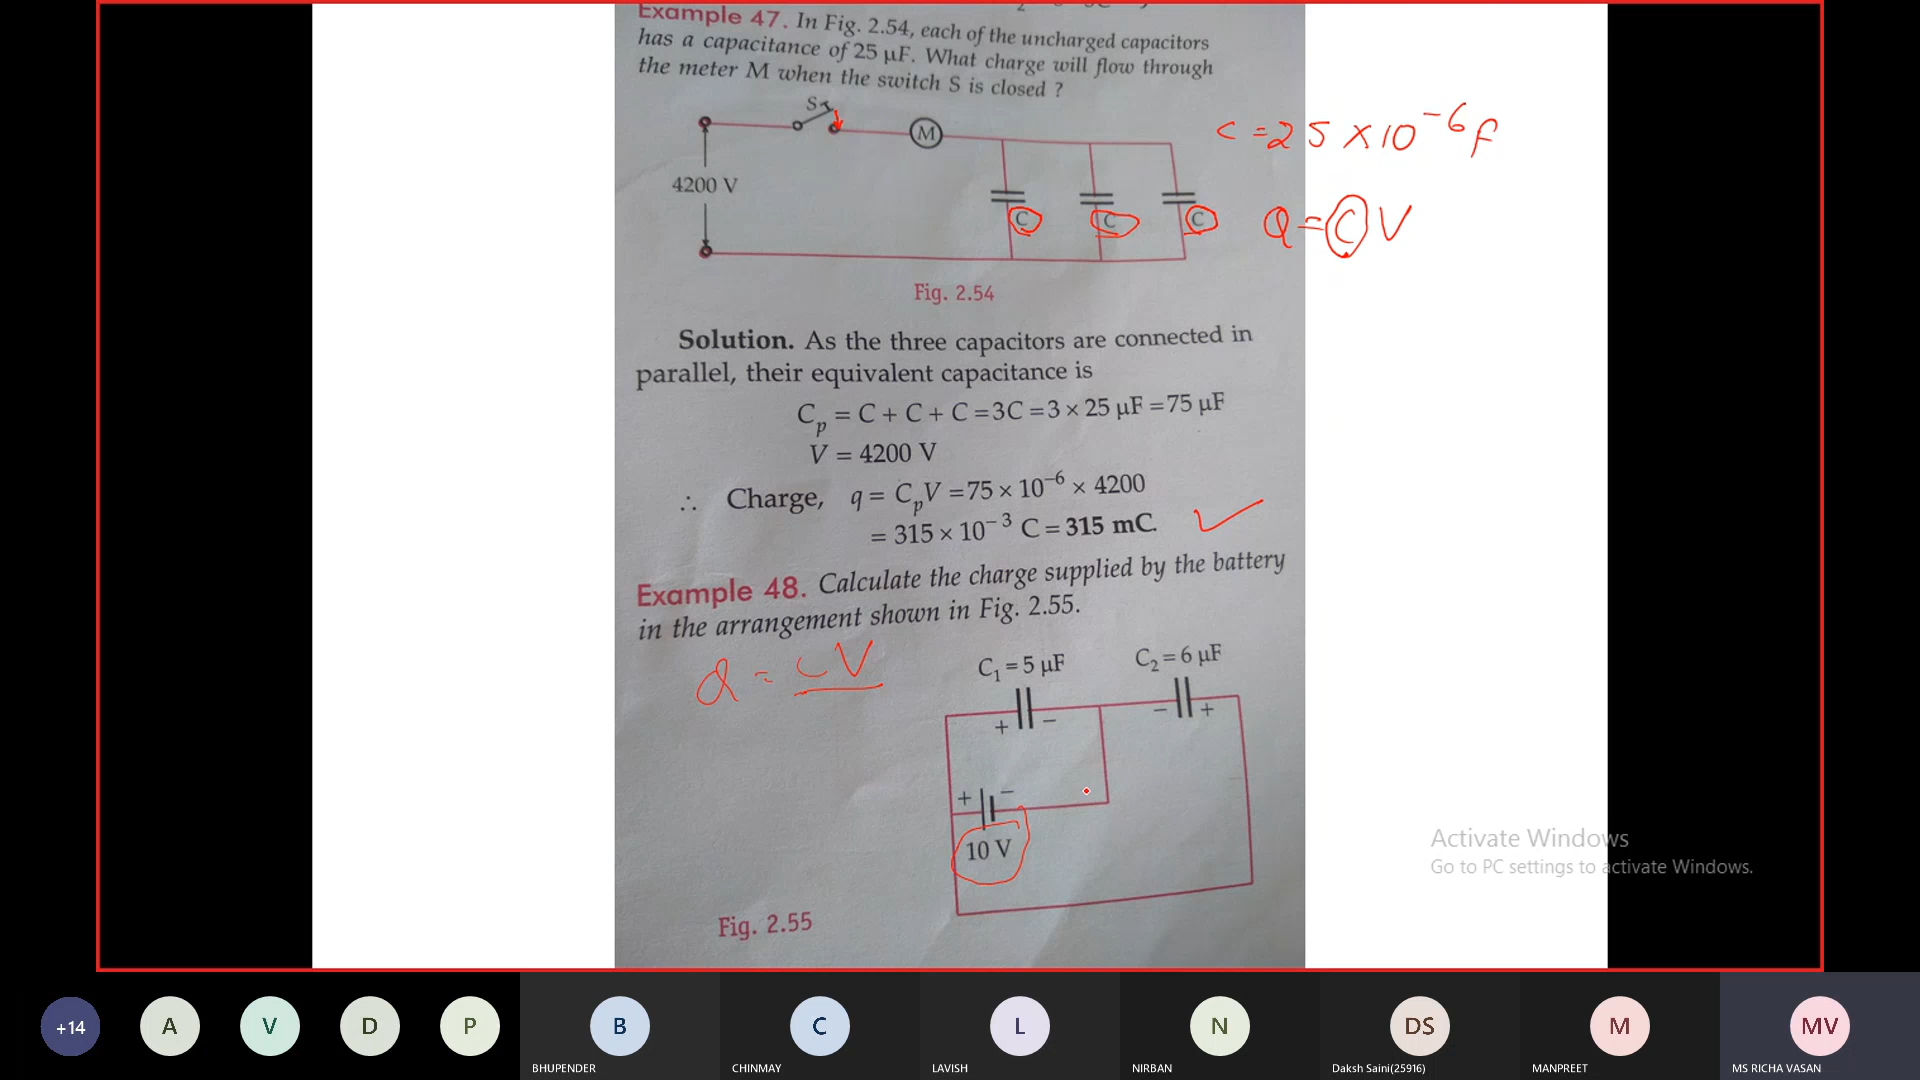 Example 47. In Fig. 2.54, each of the uncharged capacitors
has a capacitance of 25 μF. What charge will flow through
the meter M when the switch S is closed ?
S
M
4200 V
C
C
C
Fig. 2.54
C = 25 × 10⁻⁶ f
Q = C V
Solution. As the three capacitors are connected in
parallel, their equivalent capacitance is
Cₚ = C + C + C = 3C = 3 × 25 μF = 75 μF
V = 4200 V
∴ Charge, q = CₚV = 75 × 10⁻⁶ × 4200
= 315 × 10⁻³ C = 315 mC.
Example 48. Calculate the charge supplied by the battery
in the arrangement shown in Fig. 2.55.
Q = CV
C₁ = 5 μF
C₂ = 6 μF
+ −
− +
+ −
10 V
Fig. 2.55
Activate Windows
Go to PC settings to activate Windows.
+14
A
V
D
P
B
C
L
N
DS
M
MV
BHUPENDER
CHINMAY
LAVISH
NIRBAN
Daksh Saini(25916)
MANPREET
MS RICHA VASAN